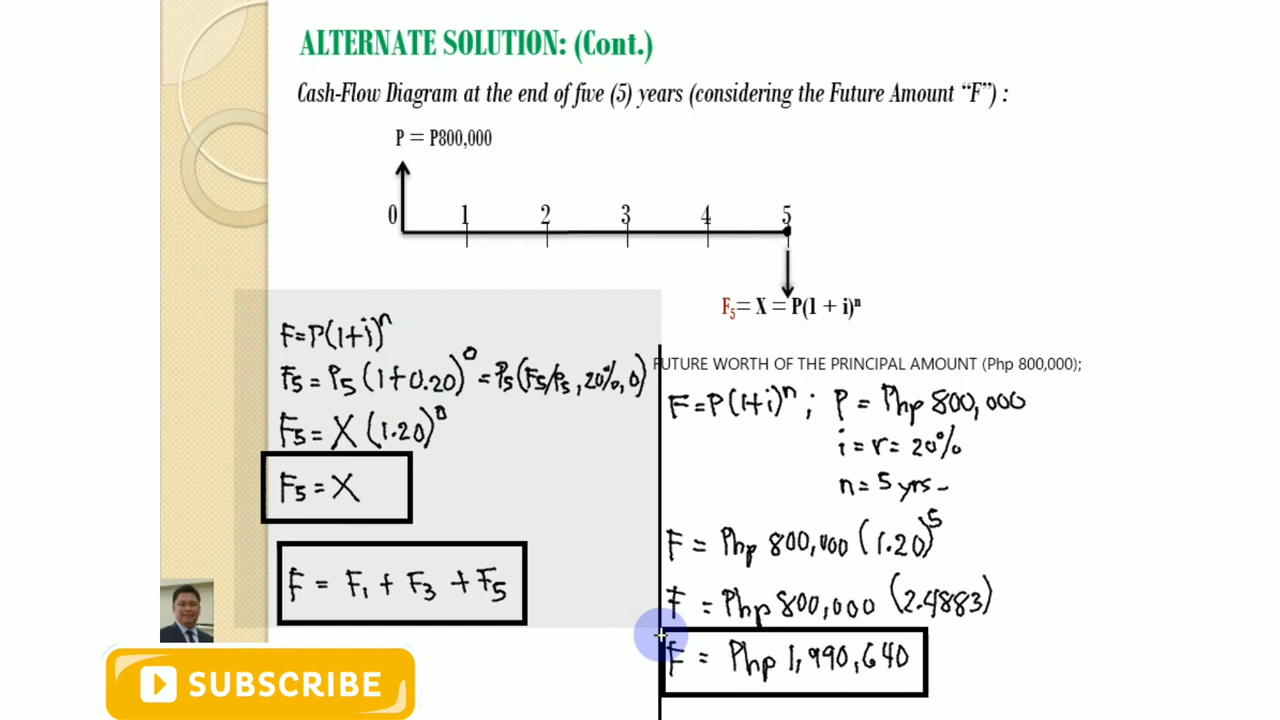 ALTERNATE SOLUTION: (Cont.)
Cash-Flow Diagram at the end of five (5) years (considering the Future Amount “F”) :
P = P800,000
0 1 2 3 4 5
F₅= X = P(1 + i)ⁿ
F=P(1+i)ⁿ
F₅ = P₅ (1+0.20)⁰ = P₅(F₅/P₅, 20%, 0)
F₅ = X (1.20)⁰
F₅ = X
F = F₁ + F₃ + F₅
FUTURE WORTH OF THE PRINCIPAL AMOUNT (Php 800,000);
F=P(1+i)ⁿ ; P = Php 800,000
i = r = 20%
n = 5 yrs-
F = Php 800,000 (1.20)⁵
F = Php 800,000 (2.4883)
F = Php 1,990,640
SUBSCRIBE